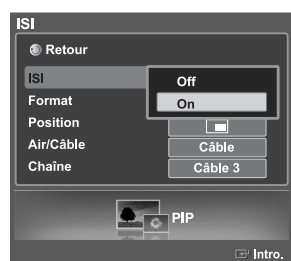 ISI
Retour
ISI
Off
On
Format
Position
Air/Câble Câble
Chaîne Câble 3
PIP
Intro.